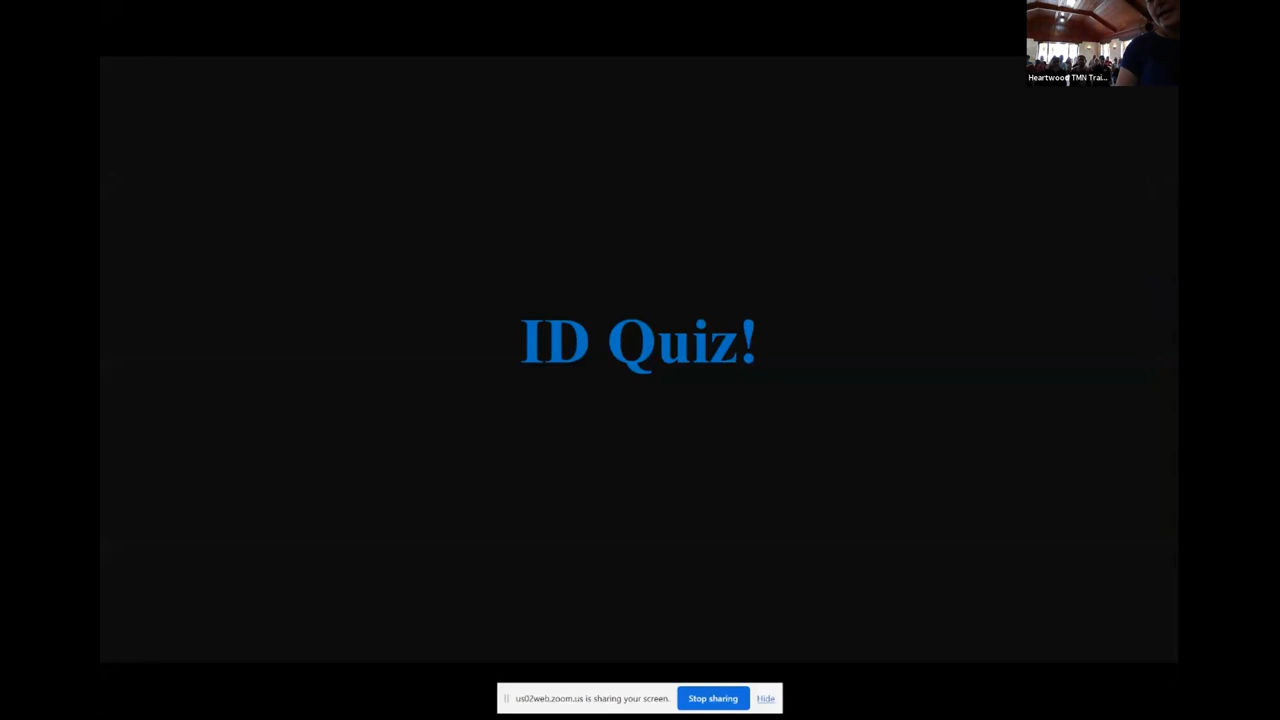 Heartwood TMN Trai...
ID Quiz!
us02web.zoom.us is sharing your screen. Stop sharing Hide